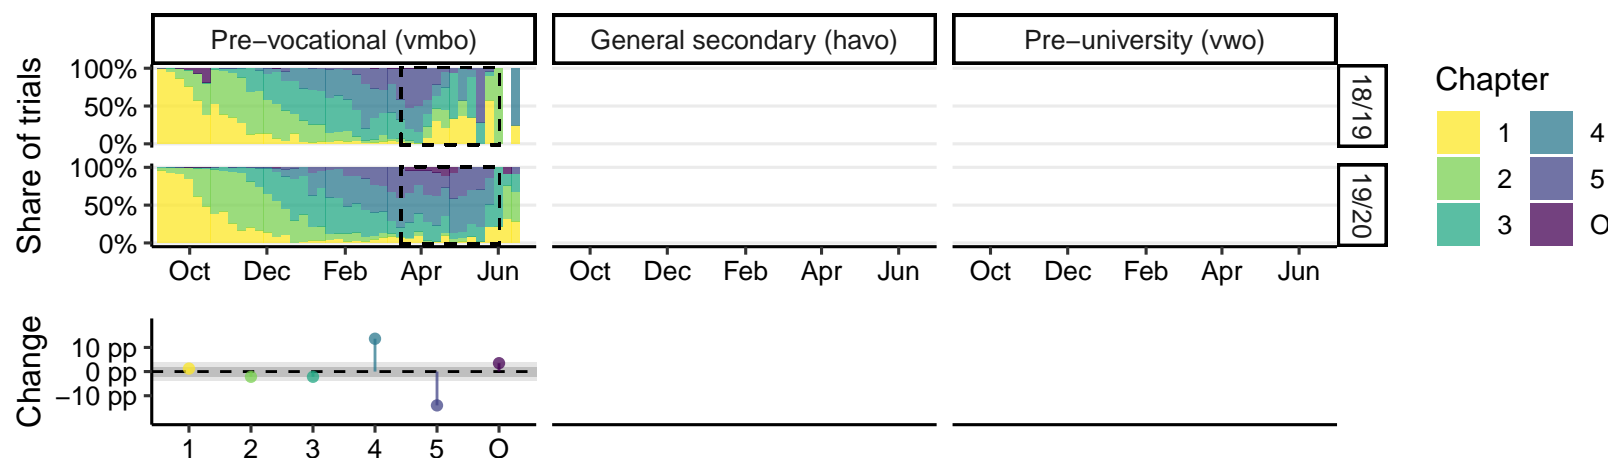 Pre−vocational (vmbo)
General secondary (havo)
Pre−university (vwo)
Share of trials
100%
50%
0%
18/19
100%
50%
0%
19/20
Oct Dec Feb Apr Jun
Oct Dec Feb Apr Jun
Oct Dec Feb Apr Jun
Change
10 pp
0 pp
−10 pp
1 2 3 4 5 O
Chapter
1 4
2 5
3 O